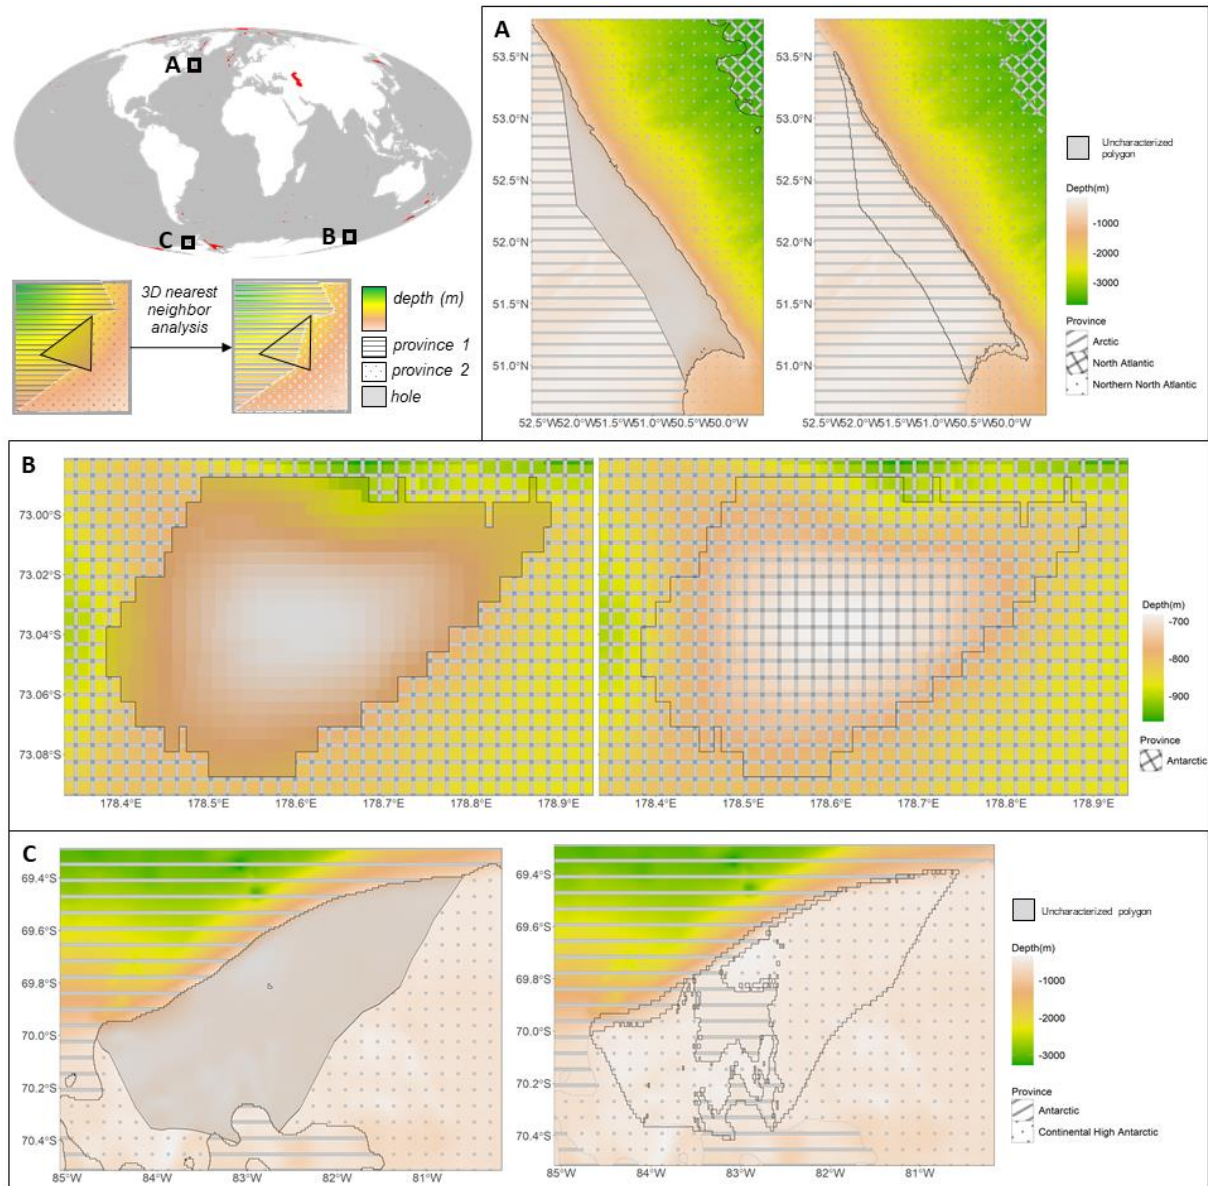 A
B
C
3D nearest
neighbor
analysis
depth (m)
province 1
province 2
hole
A
53.5°N
53.0°N
52.5°N
52.0°N
51.5°N
51.0°N
52.5°W52.0°W51.5°W51.0°W50.5°W50.0°W
53.5°N
53.0°N
52.5°N
52.0°N
51.5°N
51.0°N
52.5°W52.0°W51.5°W51.0°W50.5°W50.0°W
Uncharacterized
polygon
Depth(m)
-1000
-2000
-3000
Province
Arctic
North Atlantic
Northern North Atlantic
B
73.00°S
73.02°S
73.04°S
73.06°S
73.08°S
178.4°E 178.5°E 178.6°E 178.7°E 178.8°E 178.9°E
178.4°E 178.5°E 178.6°E 178.7°E 178.8°E 178.9°E
Depth(m)
-700
-800
-900
Province
Antarctic
C
69.4°S
69.6°S
69.8°S
70.0°S
70.2°S
70.4°S
85°W 84°W 83°W 82°W 81°W
69.4°S
69.6°S
69.8°S
70.0°S
70.2°S
70.4°S
85°W 84°W 83°W 82°W 81°W
Uncharacterized polygon
Depth(m)
-1000
-2000
-3000
Province
Antarctic
Continental High Antarctic